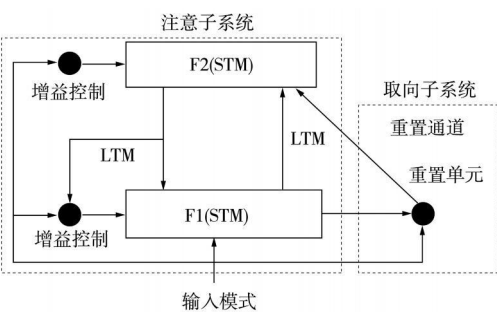 注意子系统
F2(STM)
增益控制
取向子系统
重置通道
LTM
LTM
重置单元
F1(STM)
增益控制
输入模式